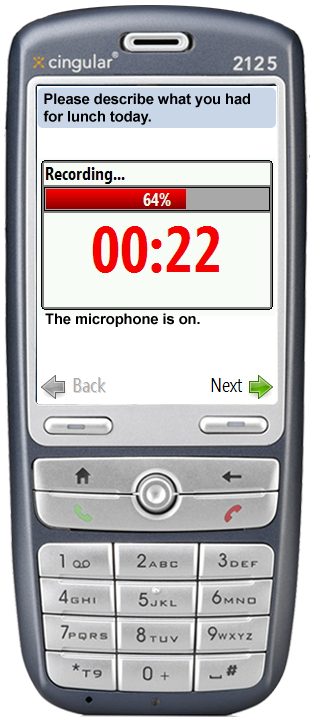 cingular®
2125
Please describe what you had
for lunch today.
Recording...
64%
00:22
The microphone is on.
Back
Next
1
2ABC
3DEF
4GHI
5JKL
6MNO
7PQRS
8TUV
9WXYZ
*T9
0 +
#